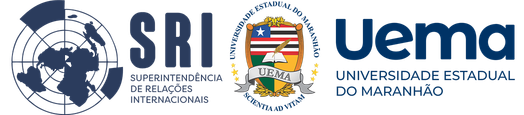 SRI
SUPERINTENDÊNCIA
DE RELAÇÕES
INTERNACIONAIS
UNIVERSIDADE ESTADUAL DO MARANHÃO
UEMA
SCIENTIA AD VITAM
Uema
UNIVERSIDADE ESTADUAL
DO MARANHÃO